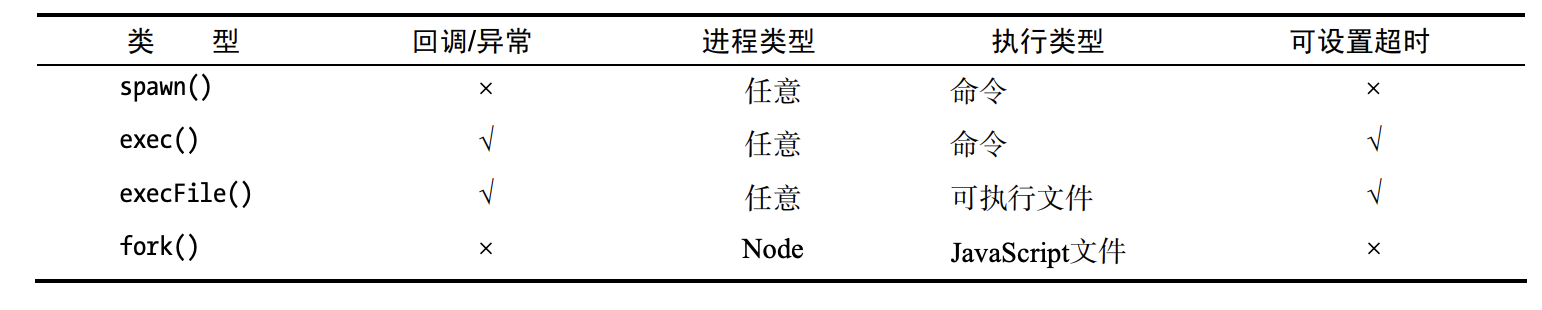 类 型 回调/异常 进程类型 执行类型 可设置超时
spawn() × 任意 命令 ×
exec() √ 任意 命令 √
execFile() √ 任意 可执行文件 √
fork() × Node JavaScript文件 ×